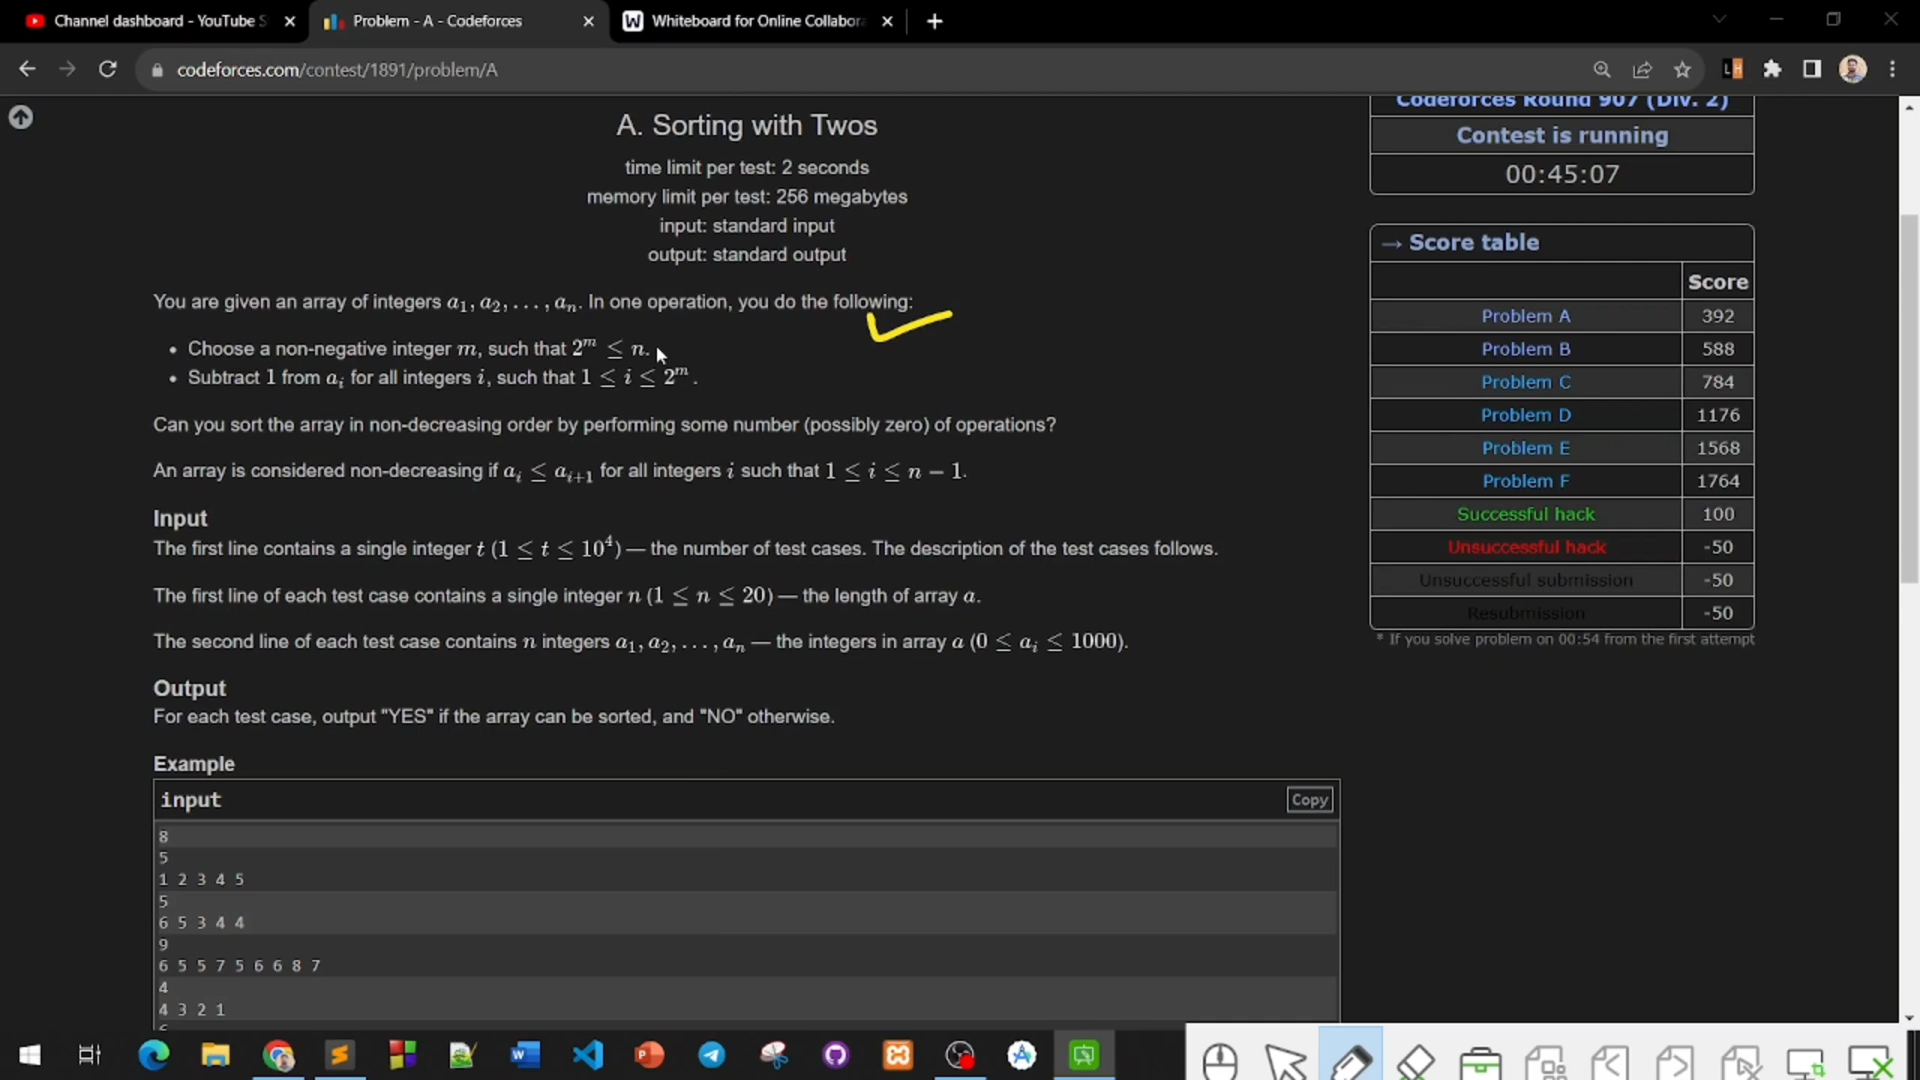 Channel dashboard - YouTube S
Problem - A - Codeforces
Whiteboard for Online Collabora
codeforces.com/contest/1891/problem/A
A. Sorting with Twos
time limit per test: 2 seconds
memory limit per test: 256 megabytes
input: standard input
output: standard output
You are given an array of integers a₁, a₂, . . . , aₙ. In one operation, you do the following:
• Choose a non-negative integer m, such that 2ᵐ ≤ n.
• Subtract 1 from aᵢ for all integers i, such that 1 ≤ i ≤ 2ᵐ.
Can you sort the array in non-decreasing order by performing some number (possibly zero) of operations?
An array is considered non-decreasing if aᵢ ≤ aᵢ₊₁ for all integers i such that 1 ≤ i ≤ n − 1.
Input
The first line contains a single integer t (1 ≤ t ≤ 10⁴) — the number of test cases. The description of the test cases follows.
The first line of each test case contains a single integer n (1 ≤ n ≤ 20) — the length of array a.
The second line of each test case contains n integers a₁, a₂, . . . , aₙ — the integers in array a (0 ≤ aᵢ ≤ 1000).
Output
For each test case, output "YES" if the array can be sorted, and "NO" otherwise.
Example
input
Copy
8
5
1 2 3 4 5
5
6 5 3 4 4
9
6 5 5 7 5 6 6 8 7
4
4 3 2 1
Codeforces Round 907 (Div. 2)
Contest is running
00:45:07
→ Score table
Score
Problem A 392
Problem B 588
Problem C 784
Problem D 1176
Problem E 1568
Problem F 1764
Successful hack 100
Unsuccessful hack -50
Unsuccessful submission -50
Resubmission -50
* If you solve problem on 00:54 from the first attempt